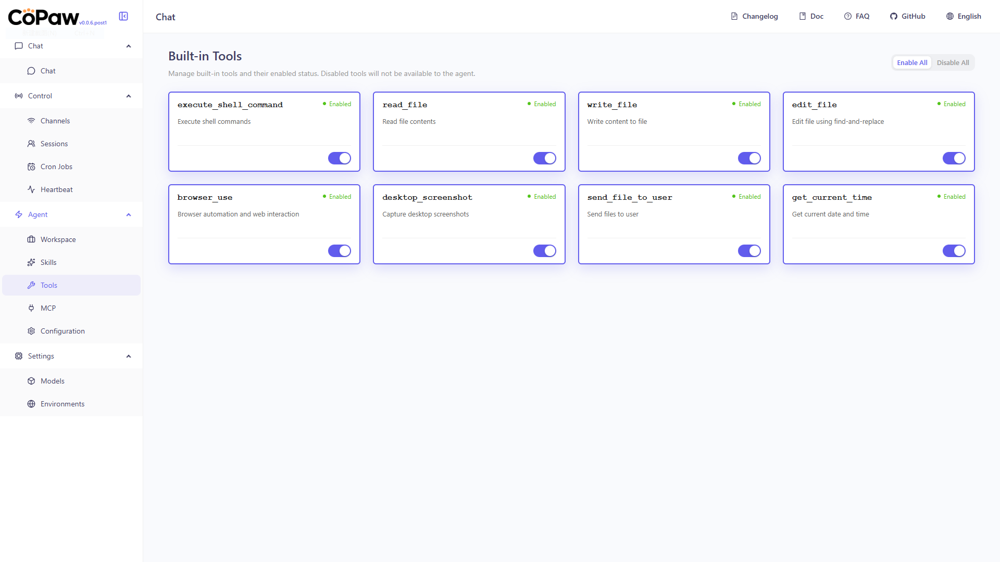 CoPaw v0.0.6.post1
Chat
Changelog
Doc
FAQ
GitHub
English
Chat
Chat
Control
Channels
Sessions
Cron Jobs
Heartbeat
Agent
Workspace
Skills
Tools
MCP
Configuration
Settings
Models
Environments
Built-in Tools
Manage built-in tools and their enabled status. Disabled tools will not be available to the agent.
Enable All
Disable All
execute_shell_command
Enabled
Execute shell commands
read_file
Enabled
Read file contents
write_file
Enabled
Write content to file
edit_file
Enabled
Edit file using find-and-replace
browser_use
Enabled
Browser automation and web interaction
desktop_screenshot
Enabled
Capture desktop screenshots
send_file_to_user
Enabled
Send files to user
get_current_time
Enabled
Get current date and time